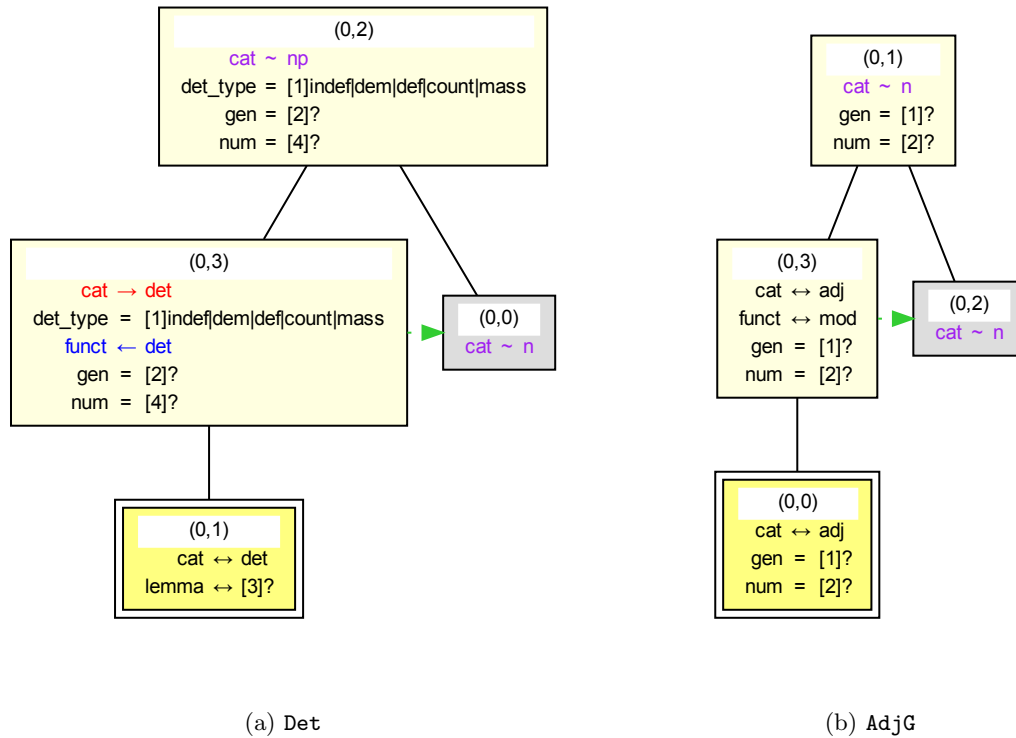 (0,2)
cat ~ np
det_type = [1]indef|dem|def|count|mass
gen = [2]?
num = [4]?
(0,3)
cat → det
det_type = [1]indef|dem|def|count|mass
funct ← det
gen = [2]?
num = [4]?
(0,0)
cat ~ n
(0,1)
cat ↔ det
lemma ↔ [3]?
(a) Det
(0,1)
cat ~ n
gen = [1]?
num = [2]?
(0,3)
cat ↔ adj
funct ↔ mod
gen = [1]?
num = [2]?
(0,2)
cat ~ n
(0,0)
cat ↔ adj
gen = [1]?
num = [2]?
(b) AdjG